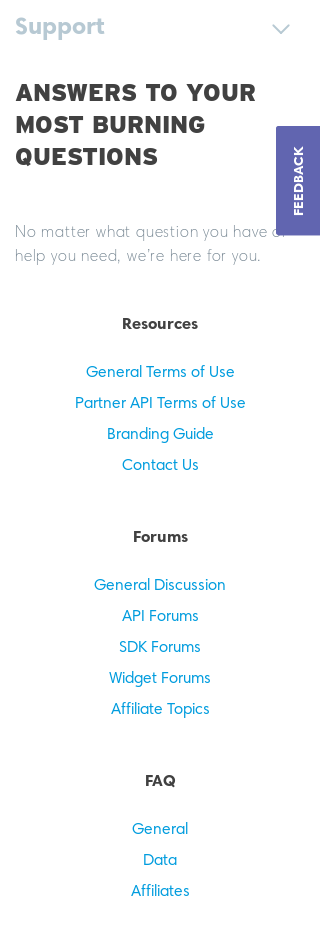 Support
ANSWERS TO YOUR
MOST BURNING
QUESTIONS
FEEDBACK
No matter what question you have or
help you need, we're here for you.
Resources
General Terms of Use
Partner API Terms of Use
Branding Guide
Contact Us
Forums
General Discussion
API Forums
SDK Forums
Widget Forums
Affiliate Topics
FAQ
General
Data
Affiliates